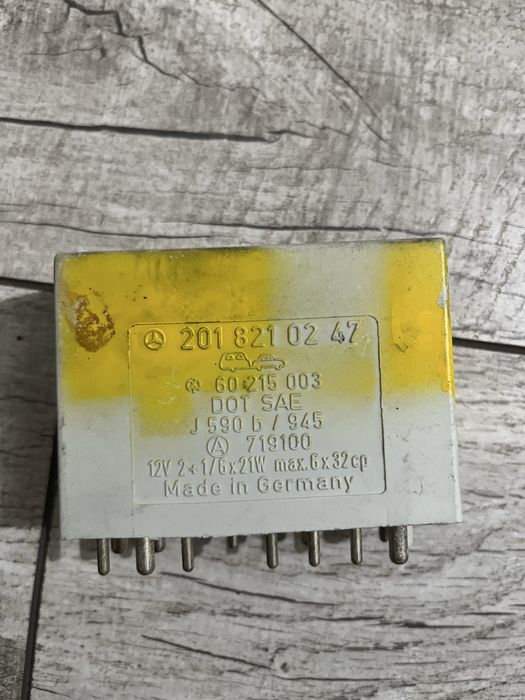 201 821 02 47
60 215 003
DOT SAE
J 590 b / 945
A 719100
12V 2+1/6x21W max.6x32cp
Made in Germany